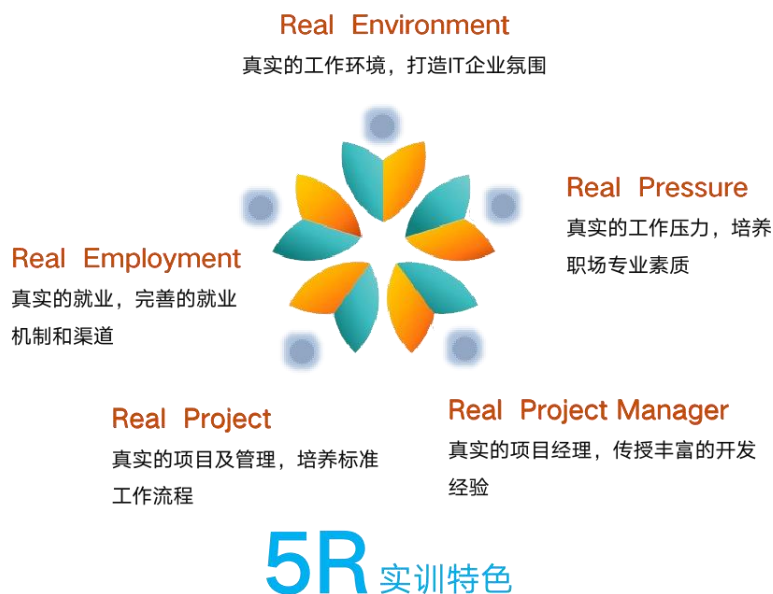 Real Environment
真实的工作环境，打造IT企业氛围
Real Pressure
真实的工作压力，培养
职场专业素质
Real Employment
真实的就业，完善的就业
机制和渠道
Real Project
真实的项目及管理，培养标准
工作流程
Real Project Manager
真实的项目经理，传授丰富的开发
经验
5R 实训特色